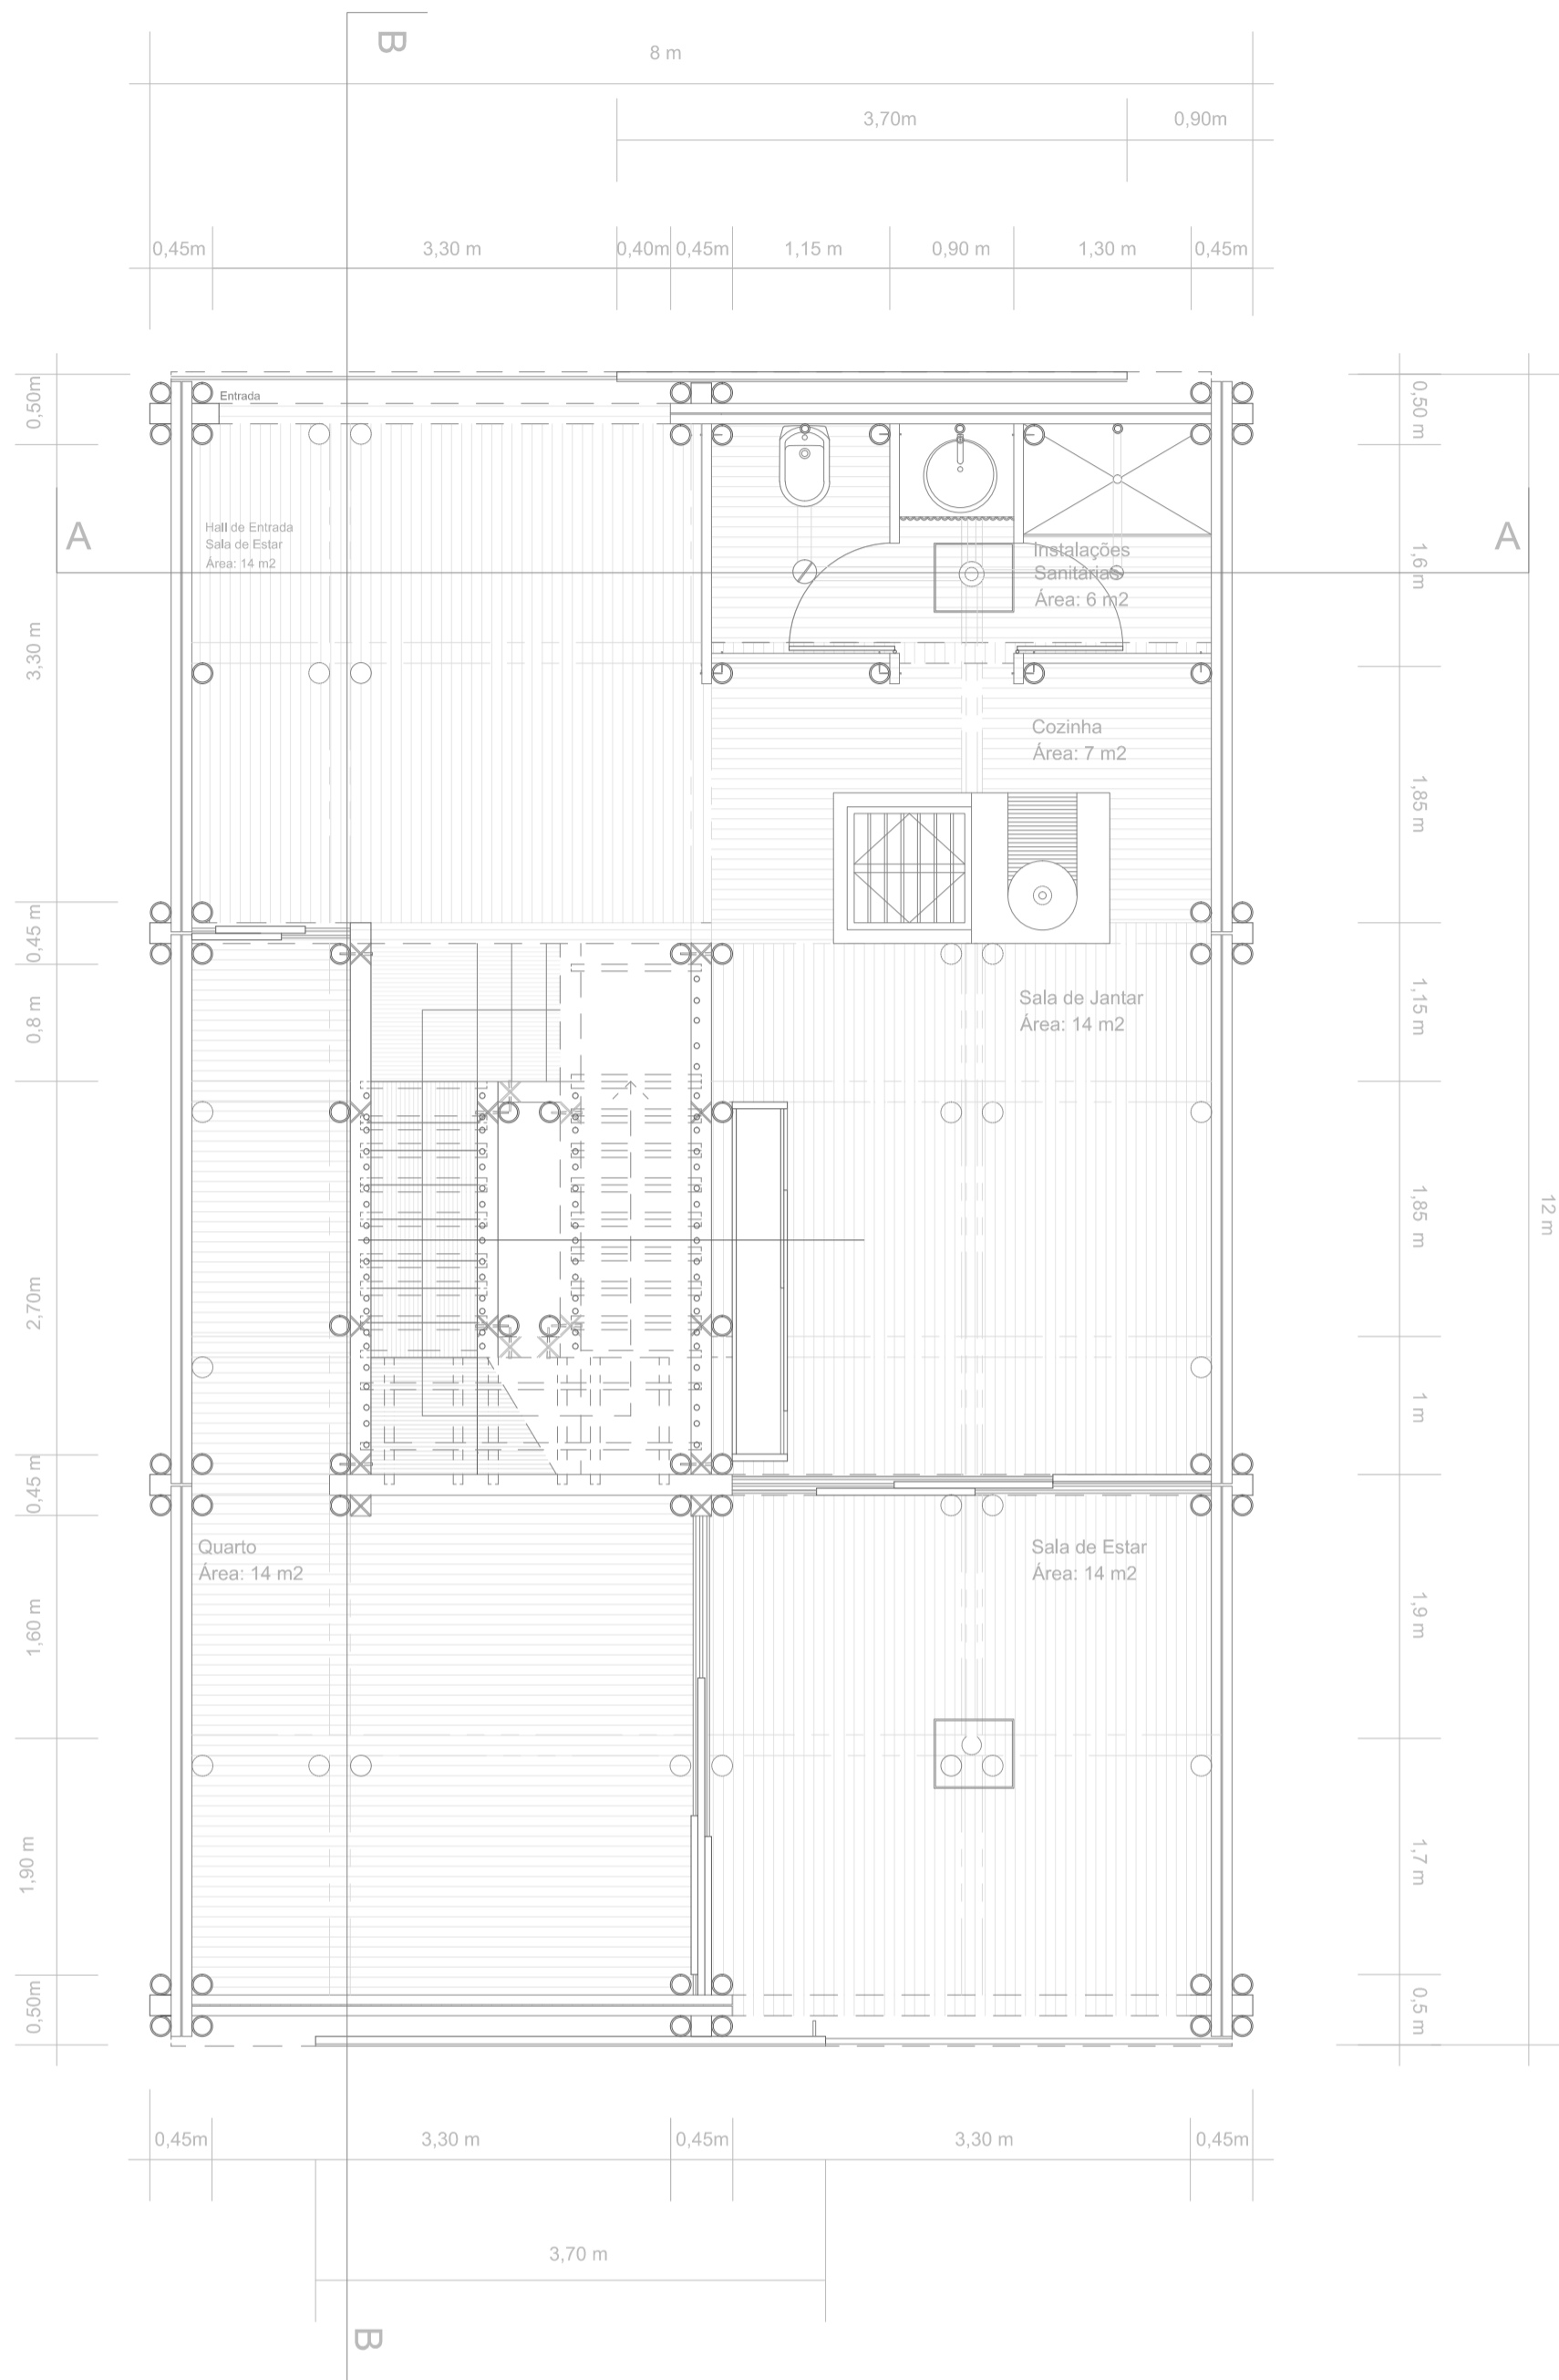 B
8 m
3,70m
0,90m
0,45m
3,30 m
0,40m
0,45m
1,15 m
0,90 m
1,30 m
0,45m
0,50m
3,30 m
0,45 m
0,8 m
2,70m
0,45 m
1,60 m
1,90 m
0,50m
A
A
Entrada
Hall de Entrada
Sala de Estar
Área: 14 m2
Instalações
Sanitárias
Área: 6 m2
Cozinha
Área: 7 m2
Sala de Jantar
Área: 14 m2
Quarto
Área: 14 m2
Sala de Estar
Área: 14 m2
0,50 m
1,6 m
1,85 m
1,15 m
1,85 m
1 m
1,9 m
1,7 m
0,5 m
12 m
0,45m
3,30 m
0,45m
3,30 m
0,45m
3,70 m
B